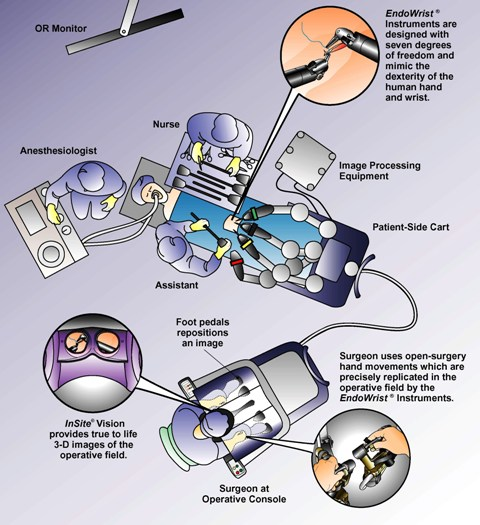 OR Monitor
EndoWrist ®
Instruments are
designed with
seven degrees
of freedom and
mimic the
dexterity of the
human hand
and wrist.
Nurse
Anesthesiologist
Image Processing
Equipment
Patient-Side Cart
Assistant
Foot pedals
repositions
an image
Surgeon uses open-surgery
hand movements which are
precisely replicated in the
operative field by the
EndoWrist ® Instruments.
InSite® Vision
provides true to life
3-D images of the
operative field.
Surgeon at
Operative Console